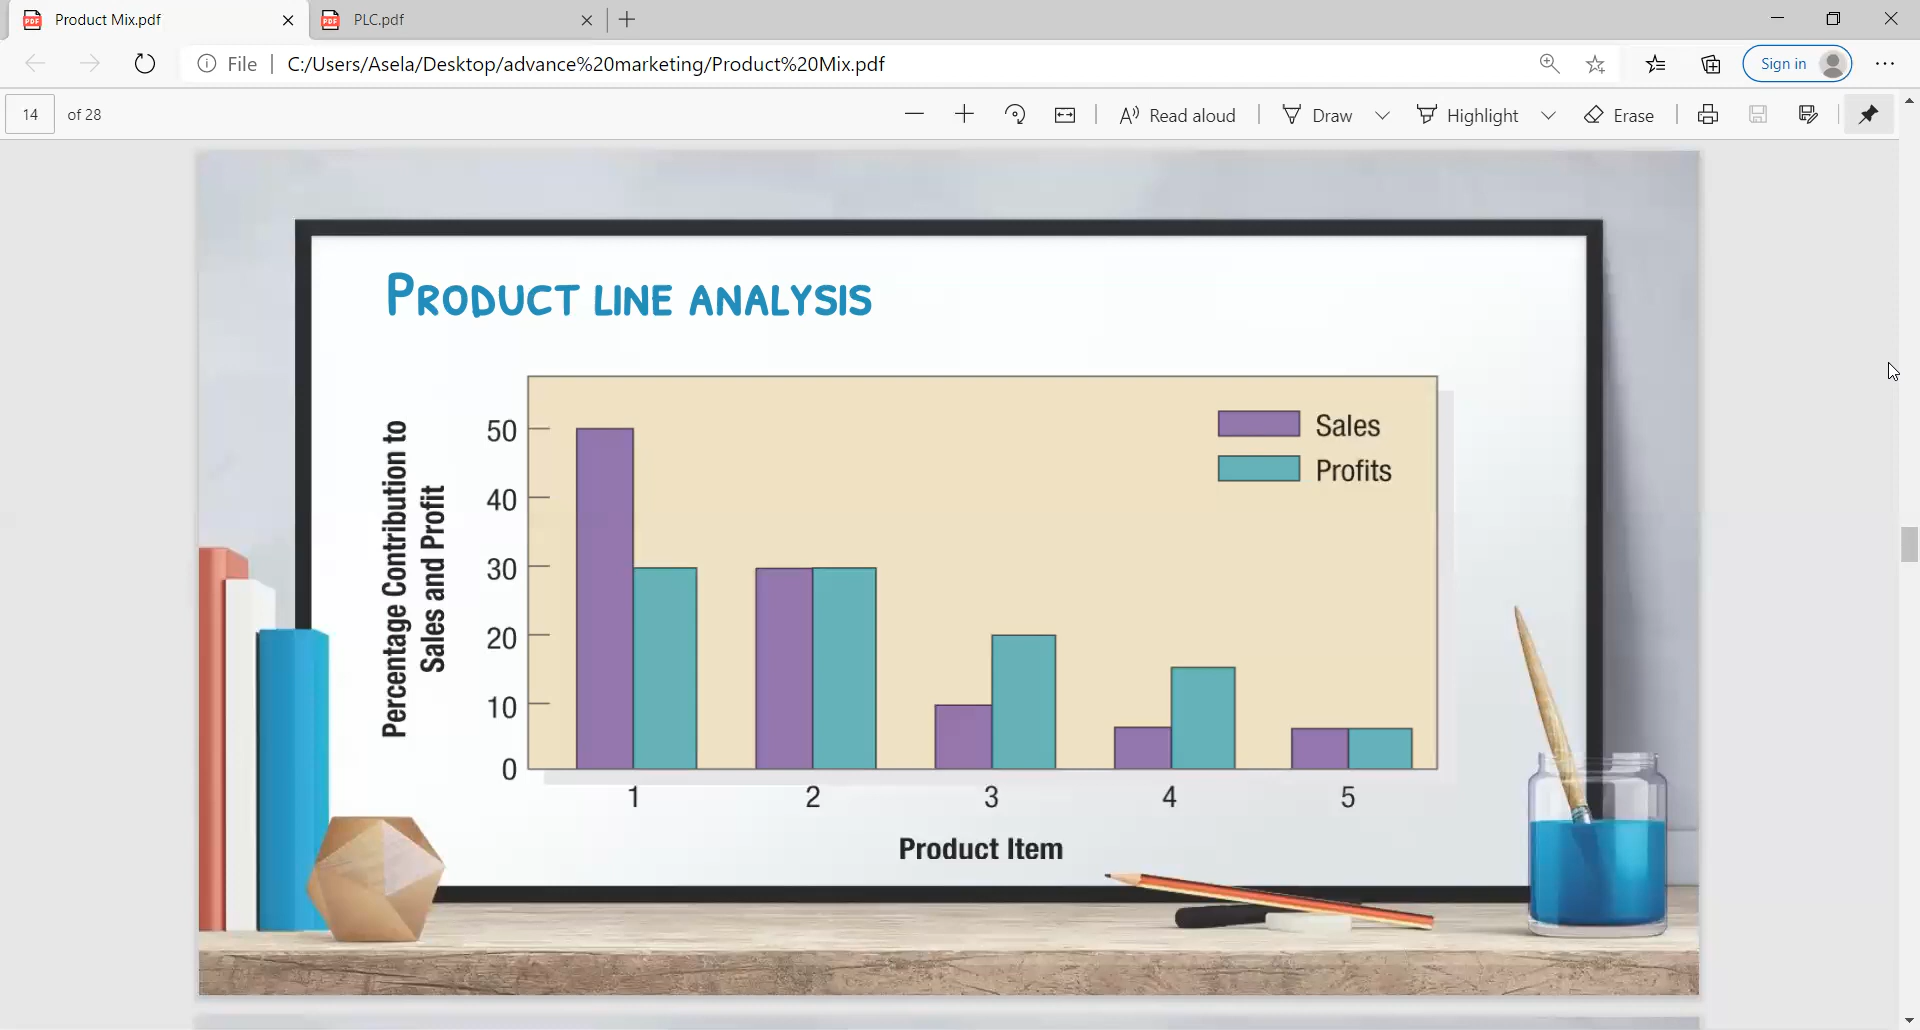 Product Mix.pdf
PLC.pdf
File
C:/Users/Asela/Desktop/advance%20marketing/Product%20Mix.pdf
Sign in
14 of 28
Read aloud
Draw
Highlight
Erase
PRODUCT LINE ANALYSIS
Percentage Contribution to
Sales and Profit
50
40
30
20
10
0
Sales
Profits
1 2 3 4 5
Product Item